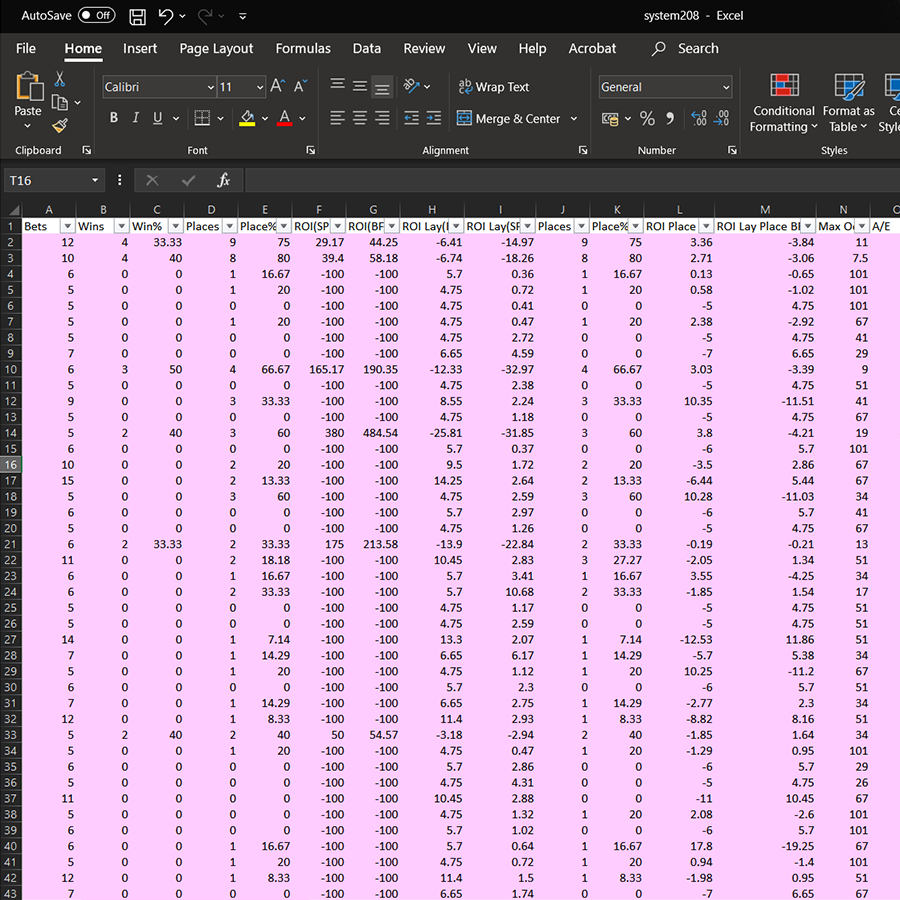 AutoSave Off system208 - Excel
File Home Insert Page Layout Formulas Data Review View Help Acrobat Search
Paste Calibri 11 A A Wrap Text General Conditional Formatting Format as Table
B I U A Merge & Center %
Clipboard Font Alignment Number Styles
T16 fx
A B C D E F G H I J K L M N
1 Bets Wins Win% Places Place% ROI(SP ROI(BF ROI Lay( ROI Lay(SF Places Place% ROI Place ROI Lay Place Max A/E
2 12 4 33.33 9 75 29.17 44.25 -6.41 -14.97 9 75 3.36 -3.84 11
3 10 4 40 8 80 39.4 58.18 -6.74 -18.26 8 80 2.71 -3.06 7.5
4 6 0 0 1 16.67 -100 -100 5.7 0.36 1 16.67 0.13 -0.65 101
5 5 0 0 1 20 -100 -100 4.75 0.72 1 20 0.58 -1.02 101
6 5 0 0 0 0 -100 -100 4.75 0.41 0 0 -5 4.75 101
7 5 0 0 1 20 -100 -100 4.75 0.47 1 20 2.38 -2.92 67
8 5 0 0 0 0 -100 -100 4.75 2.72 0 0 -5 4.75 41
9 7 0 0 0 0 -100 -100 6.65 4.59 0 0 -7 6.65 29
10 6 3 50 4 66.67 165.17 190.35 -12.33 -32.97 4 66.67 3.03 -3.39 9
11 5 0 0 0 0 -100 -100 4.75 2.38 0 0 -5 4.75 51
12 9 0 0 3 33.33 -100 -100 8.55 2.24 3 33.33 10.35 -11.51 41
13 5 0 0 0 0 -100 -100 4.75 1.18 0 0 -5 4.75 67
14 5 2 40 3 60 380 484.54 -25.81 -31.85 3 60 3.8 -4.21 19
15 6 0 0 0 0 -100 -100 5.7 0.37 0 0 -6 5.7 101
16 10 0 0 2 20 -100 -100 9.5 1.72 2 20 -3.5 2.86 67
17 15 0 0 2 13.33 -100 -100 14.25 2.64 2 13.33 -6.44 5.44 67
18 5 0 0 3 60 -100 -100 4.75 2.59 3 60 10.28 -11.03 34
19 6 0 0 0 0 -100 -100 5.7 2.97 0 0 -6 5.7 41
20 5 0 0 0 0 -100 -100 4.75 1.26 0 0 -5 4.75 67
21 6 2 33.33 2 33.33 175 213.58 -13.9 -22.84 2 33.33 -0.19 -0.21 13
22 11 0 0 2 18.18 -100 -100 10.45 2.83 3 27.27 -2.05 1.34 51
23 6 0 0 1 16.67 -100 -100 5.7 3.41 1 16.67 3.55 -4.25 34
24 6 0 0 2 33.33 -100 -100 5.7 10.68 2 33.33 -1.85 1.54 17
25 5 0 0 0 0 -100 -100 4.75 1.17 0 0 -5 4.75 51
26 5 0 0 0 0 -100 -100 4.75 2.59 0 0 -5 4.75 51
27 14 0 0 1 7.14 -100 -100 13.3 2.07 1 7.14 -12.53 11.86 51
28 7 0 0 1 14.29 -100 -100 6.65 6.17 1 14.29 -5.7 5.38 34
29 5 0 0 1 20 -100 -100 4.75 1.12 1 20 10.25 -11.2 67
30 6 0 0 0 0 -100 -100 5.7 2.3 0 0 -6 5.7 51
31 7 0 0 1 14.29 -100 -100 6.65 2.75 1 14.29 -2.77 2.3 34
32 12 0 0 1 8.33 -100 -100 11.4 2.93 1 8.33 -8.82 8.16 51
33 5 2 40 2 40 50 54.57 -3.18 -2.94 2 40 -1.85 1.64 34
34 5 0 0 1 20 -100 -100 4.75 0.47 1 20 -1.29 0.95 101
35 6 0 0 0 0 -100 -100 5.7 2.86 0 0 -6 5.7 29
36 5 0 0 0 0 -100 -100 4.75 4.31 0 0 -5 4.75 26
37 11 0 0 0 0 -100 -100 10.45 2.88 0 0 -11 10.45 67
38 5 0 0 0 0 -100 -100 4.75 1.32 1 20 2.08 -2.6 101
39 6 0 0 0 0 -100 -100 5.7 1.02 0 0 -6 5.7 101
40 6 0 0 1 16.67 -100 -100 5.7 0.64 1 16.67 17.8 -19.25 67
41 5 0 0 1 20 -100 -100 4.75 0.72 1 20 0.94 -1.4 101
42 12 0 0 1 8.33 -100 -100 11.4 1.5 1 8.33 -1.98 0.95 51
43 7 0 0 0 0 -100 -100 6.65 1.74 0 0 -7 6.65 67